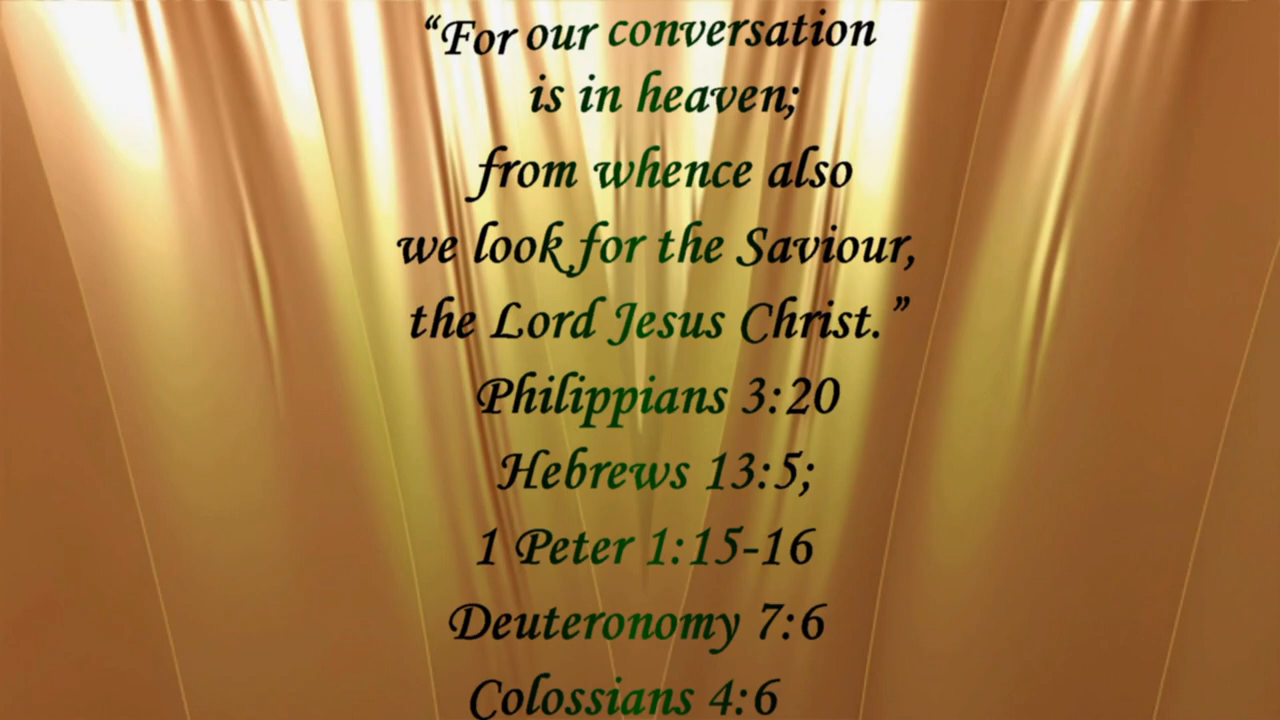 “For our conversation
is in heaven;
from whence also
we look for the Saviour,
the Lord Jesus Christ.”
Philippians 3:20
Hebrews 13:5;
1 Peter 1:15-16
Deuteronomy 7:6
Colossians 4:6